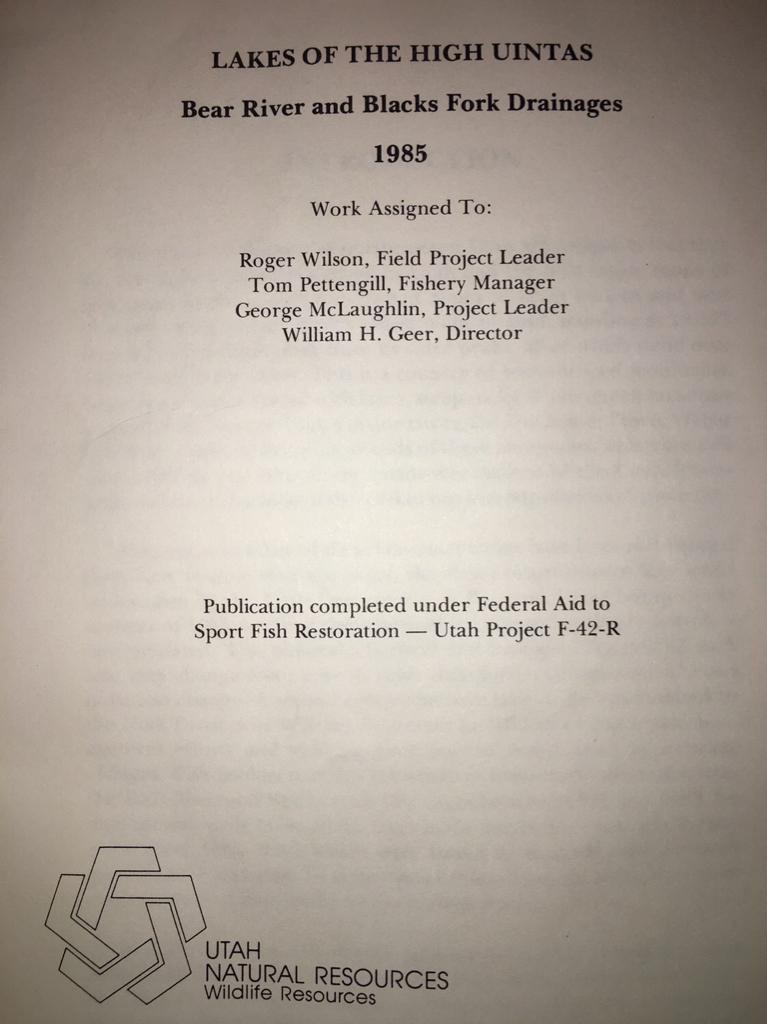 LAKES OF THE HIGH UINTAS
Bear River and Blacks Fork Drainages
1985
Work Assigned To:
Roger Wilson, Field Project Leader
Tom Pettengill, Fishery Manager
George McLaughlin, Project Leader
William H. Geer, Director
Publication completed under Federal Aid to
Sport Fish Restoration — Utah Project F-42-R
UTAH
NATURAL RESOURCES
Wildlife Resources